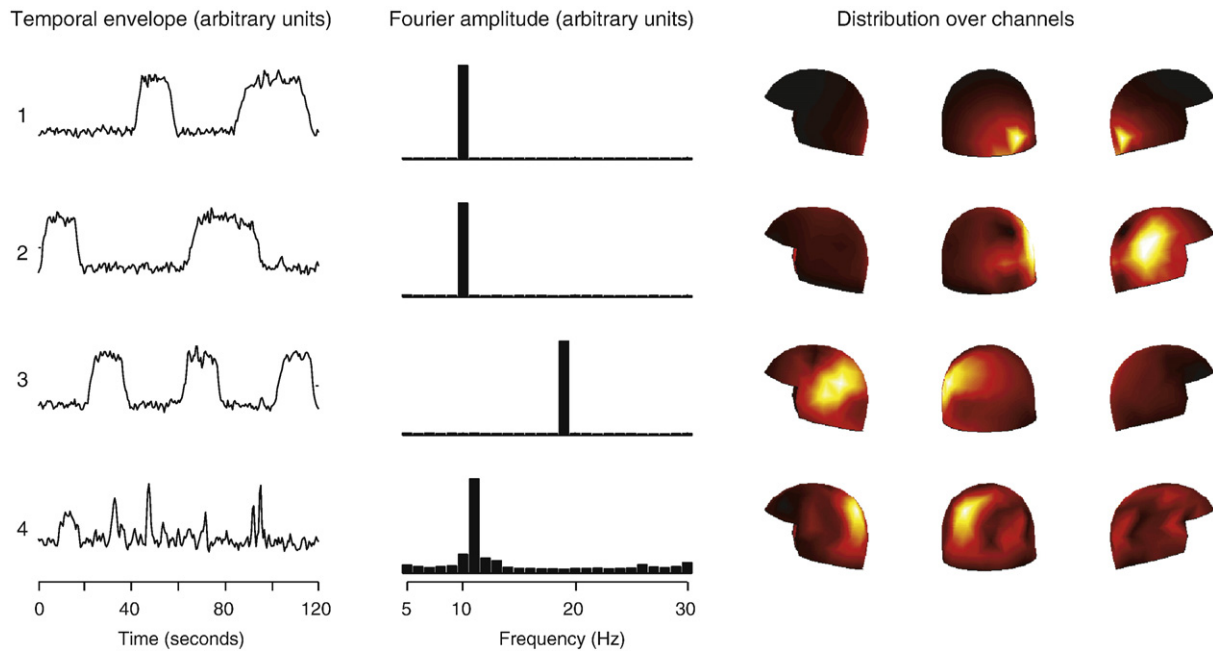 Temporal envelope (arbitrary units) Fourier amplitude (arbitrary units) Distribution over channels
1
2
3
4
0 40 80 120 5 10 20 30
Time (seconds) Frequency (Hz)